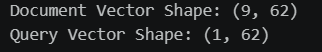 Document Vector Shape: (9, 62)
Query Vector Shape: (1, 62)